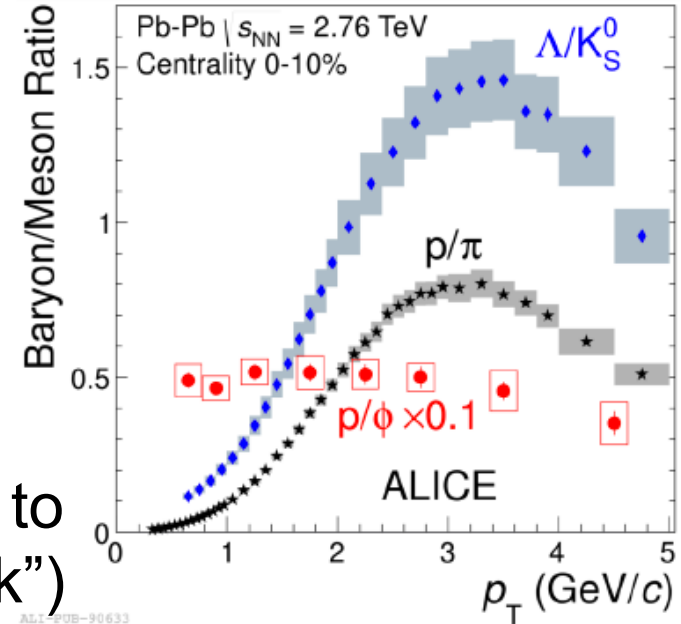 Pb-Pb √sNN = 2.76 TeV
Centrality 0-10%
Λ/K0S
Baryon/Meson Ratio
1.5
1
0.5
0
p/π
p/ϕ ×0.1
ALICE
0 1 2 3 4 5
pT (GeV/c)
to
k”)
ALI-PUB-90633